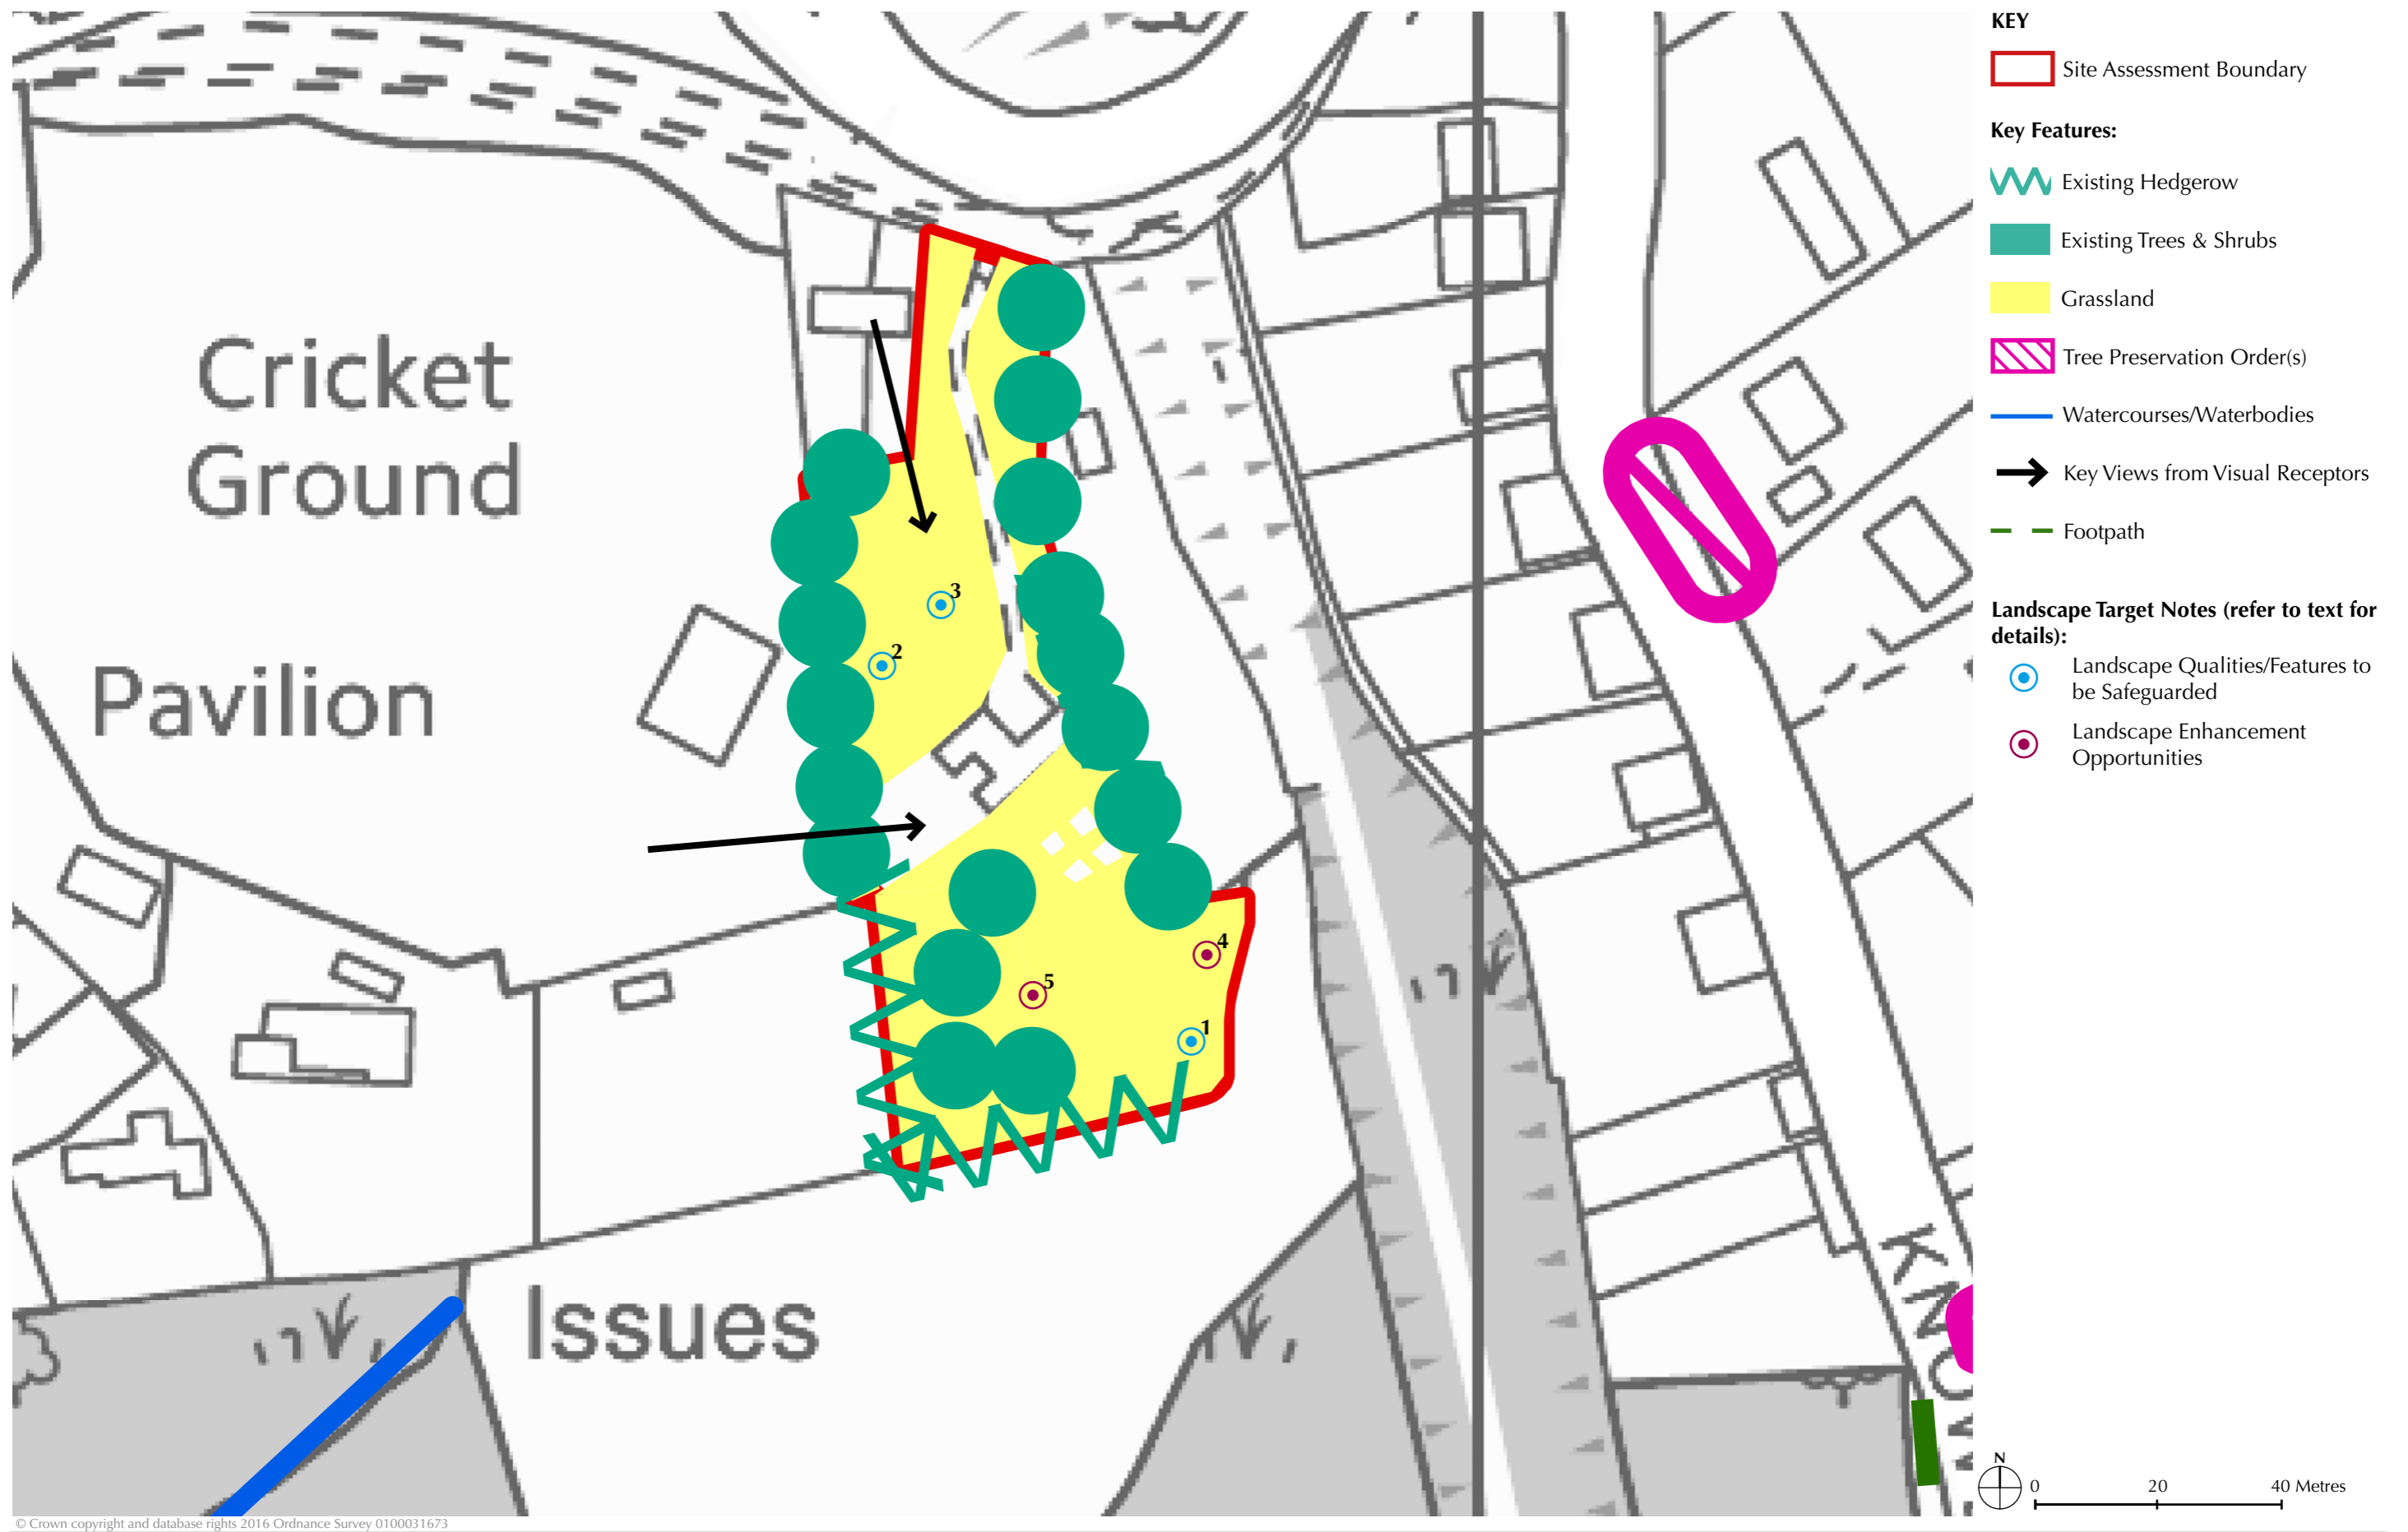 Cricket
Ground
Pavilion
Issues
3
2
5
4
1
KEY
Site Assessment Boundary
Key Features:
Existing Hedgerow
Existing Trees & Shrubs
Grassland
Tree Preservation Order(s)
Watercourses/Waterbodies
Key Views from Visual Receptors
Footpath
Landscape Target Notes (refer to text for
details):
Landscape Qualities/Features to
be Safeguarded
Landscape Enhancement
Opportunities
N
0 20 40 Metres
© Crown copyright and database rights 2016 Ordnance Survey 0100031673